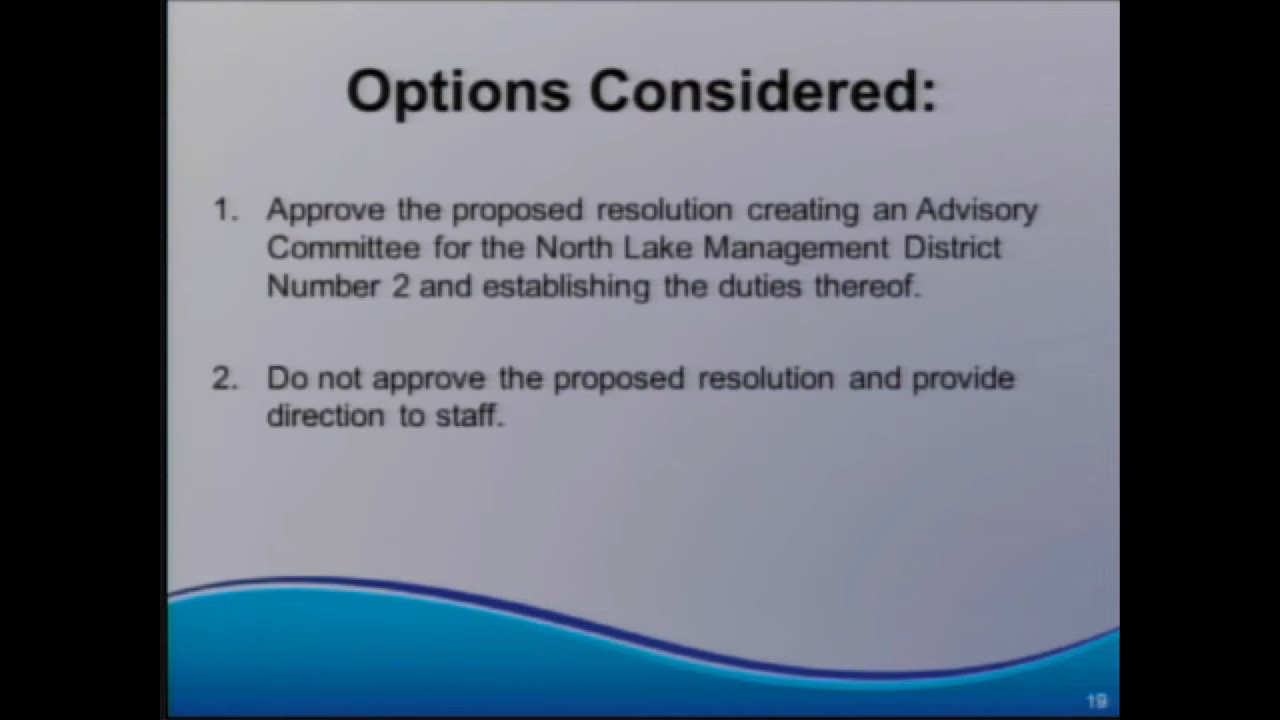 Options Considered:
1. Approve the proposed resolution creating an Advisory
Committee for the North Lake Management District
Number 2 and establishing the duties thereof.
2. Do not approve the proposed resolution and provide
direction to staff.
19